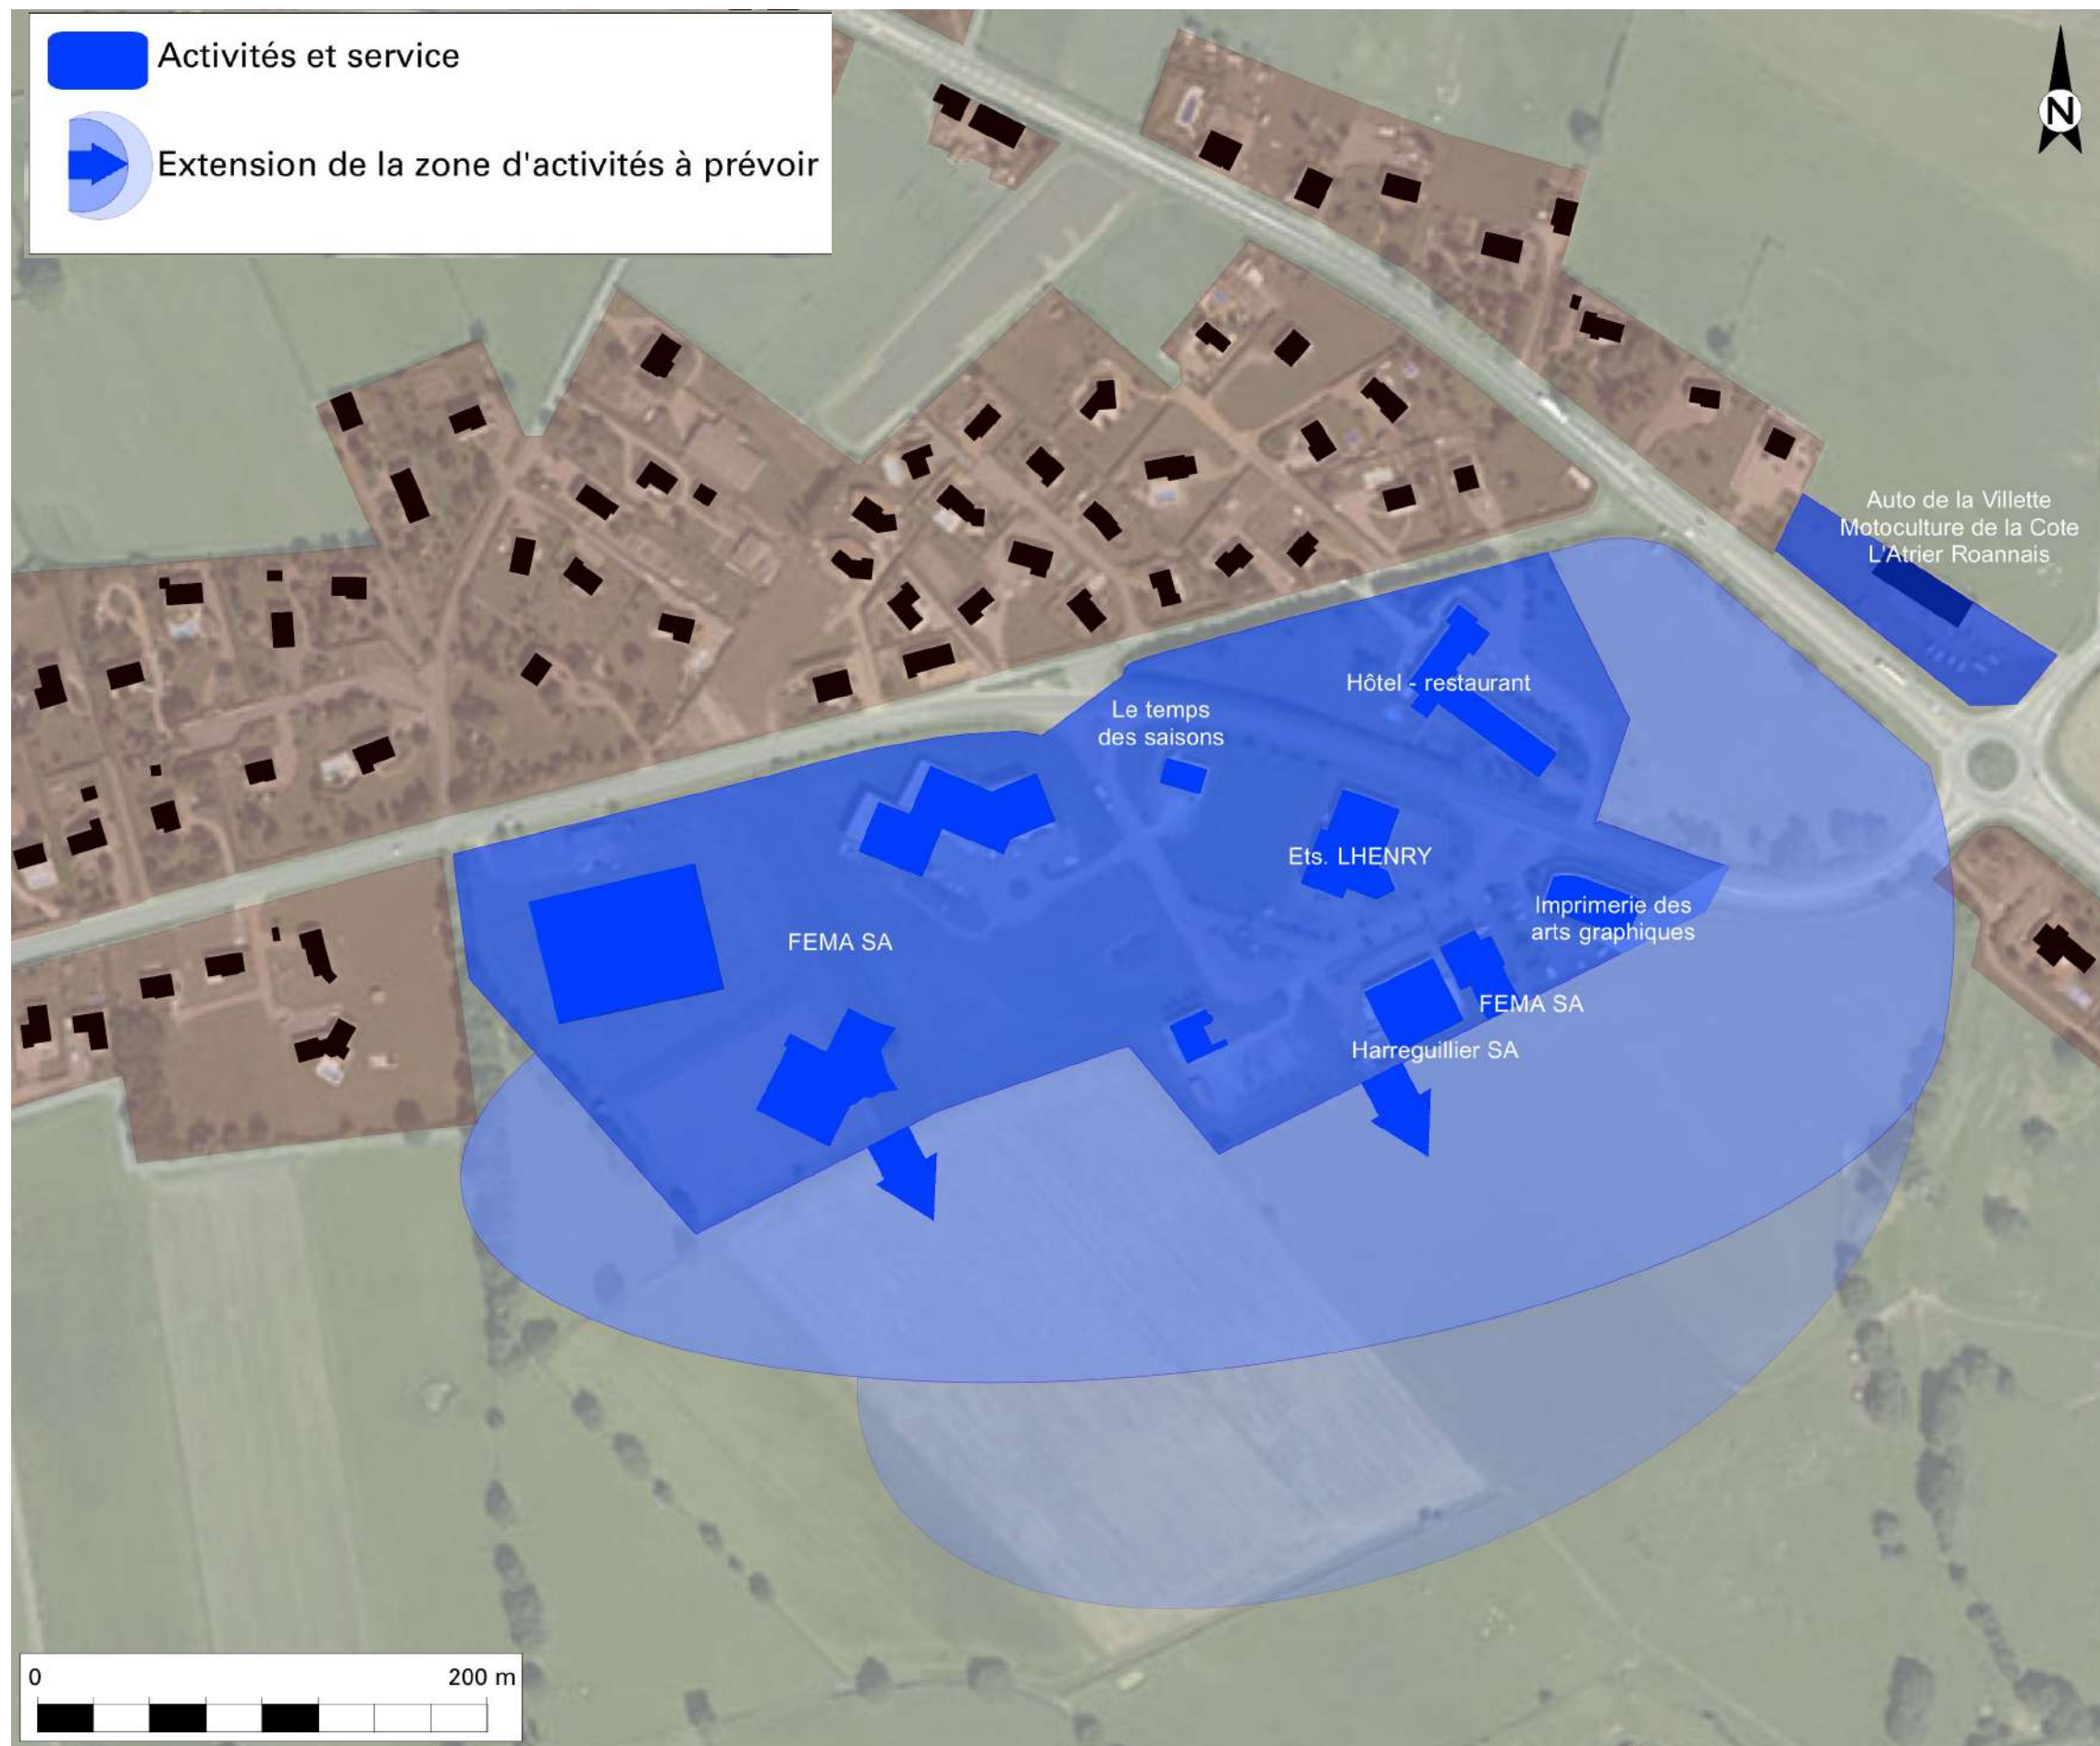 Activités et service
Extension de la zone d'activités à prévoir
N
Auto de la Villette
Motoculture de la Cote
L'Atrier Roannais
Hôtel - restaurant
Le temps
des saisons
Ets. LHENRY
Imprimerie des
arts graphiques
FEMA SA
FEMA SA
Harreguillier SA
0
200 m